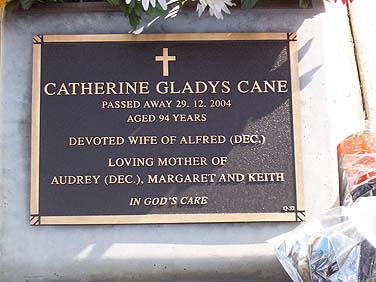 CATHERINE GLADYS CANE
PASSED AWAY 29. 12. 2004
AGED 94 YEARS
DEVOTED WIFE OF ALFRED (DEC.)
LOVING MOTHER OF
AUDREY (DEC.), MARGARET AND KEITH
IN GOD'S CARE